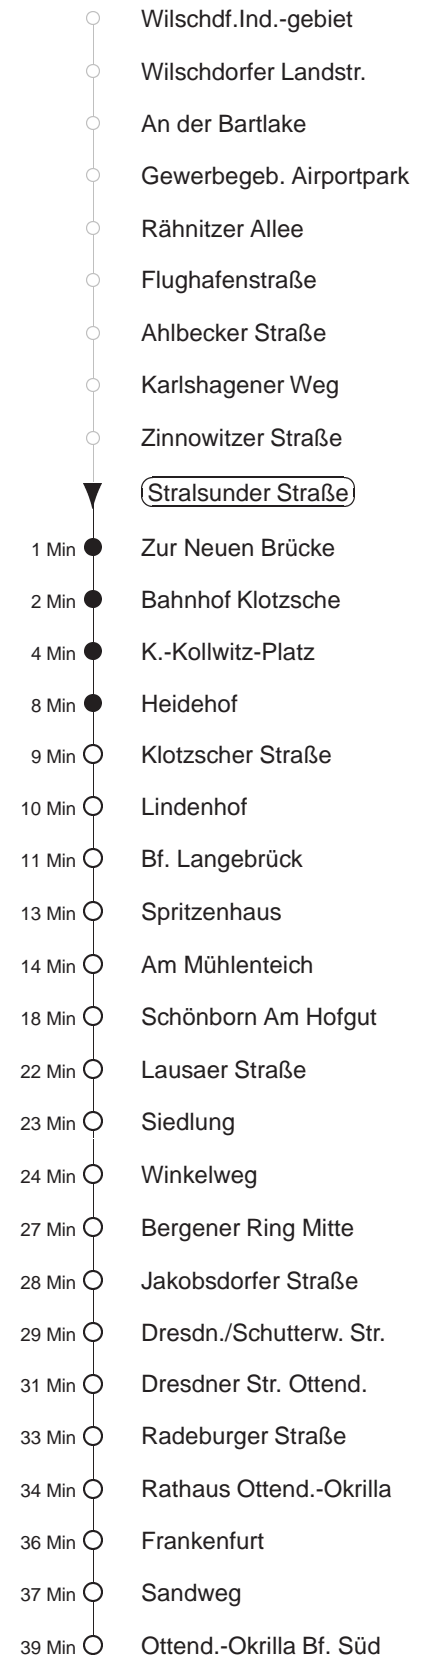 Wilschdf.Ind.-gebiet
Wilschdorfer Landstr.
An der Bartlake
Gewerbegeb. Airportpark
Rähnitzer Allee
Flughafenstraße
Ahlbecker Straße
Karlshagener Weg
Zinnowitzer Straße
Stralsunder Straße
1 Min Zur Neuen Brücke
2 Min Bahnhof Klotzsche
4 Min K.-Kollwitz-Platz
8 Min Heidehof
9 Min Klotzscher Straße
10 Min Lindenhof
11 Min Bf. Langebrück
13 Min Spritzenhaus
14 Min Am Mühlenteich
18 Min Schönborn Am Hofgut
22 Min Lausaer Straße
23 Min Siedlung
24 Min Winkelweg
27 Min Bergener Ring Mitte
28 Min Jakobsdorfer Straße
29 Min Dresdn./Schutterw. Str.
31 Min Dresdner Str. Ottend.
33 Min Radeburger Straße
34 Min Rathaus Ottend.-Okrilla
36 Min Frankenfurt
37 Min Sandweg
39 Min Ottend.-Okrilla Bf. Süd